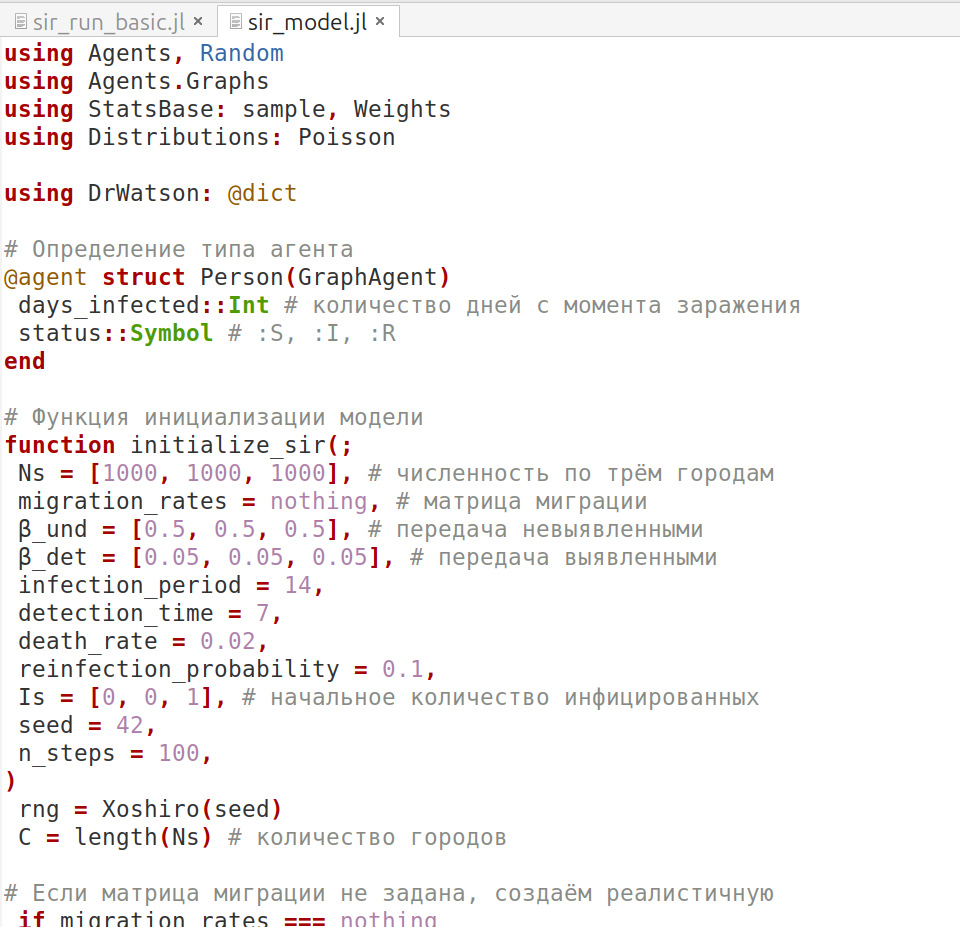 sir_run_basic.jl × sir_model.jl ×
using Agents, Random
using Agents.Graphs
using StatsBase: sample, Weights
using Distributions: Poisson
using DrWatson: @dict
# Определение типа агента
@agent struct Person(GraphAgent)
days_infected::Int # количество дней с момента заражения
status::Symbol # :S, :I, :R
end
# Функция инициализации модели
function initialize_sir(;
Ns = [1000, 1000, 1000], # численность по трём городам
migration_rates = nothing, # матрица миграции
β_und = [0.5, 0.5, 0.5], # передача невыявленными
β_det = [0.05, 0.05, 0.05], # передача выявленными
infection_period = 14,
detection_time = 7,
death_rate = 0.02,
reinfection_probability = 0.1,
Is = [0, 0, 1], # начальное количество инфицированных
seed = 42,
n_steps = 100,
)
rng = Xoshiro(seed)
C = length(Ns) # количество городов
# Если матрица миграции не задана, создаём реалистичную
if migration_rates === nothing